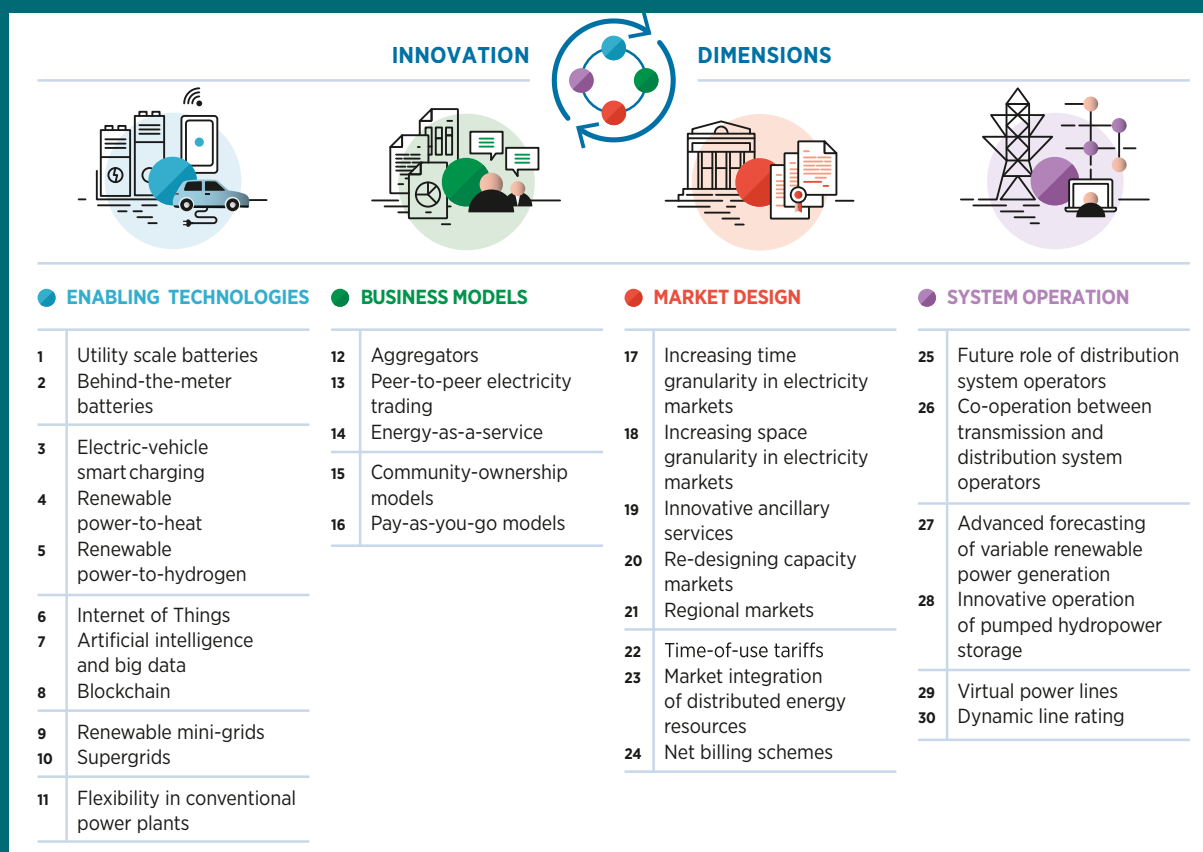 INNOVATION DIMENSIONS
ENABLING TECHNOLOGIES
1 Utility scale batteries
2 Behind-the-meter
batteries
3 Electric-vehicle
smart charging
4 Renewable
power-to-heat
5 Renewable
power-to-hydrogen
6 Internet of Things
7 Artificial intelligence
and big data
8 Blockchain
9 Renewable mini-grids
10 Supergrids
11 Flexibility in conventional
power plants
BUSINESS MODELS
12 Aggregators
13 Peer-to-peer electricity
trading
14 Energy-as-a-service
15 Community-ownership
models
16 Pay-as-you-go models
MARKET DESIGN
17 Increasing time
granularity in electricity
markets
18 Increasing space
granularity in electricity
markets
19 Innovative ancillary
services
20 Re-designing capacity
markets
21 Regional markets
22 Time-of-use tariffs
23 Market integration
of distributed energy
resources
24 Net billing schemes
SYSTEM OPERATION
25 Future role of distribution
system operators
26 Co-operation between
transmission and
distribution system
operators
27 Advanced forecasting
of variable renewable
power generation
28 Innovative operation
of pumped hydropower
storage
29 Virtual power lines
30 Dynamic line rating